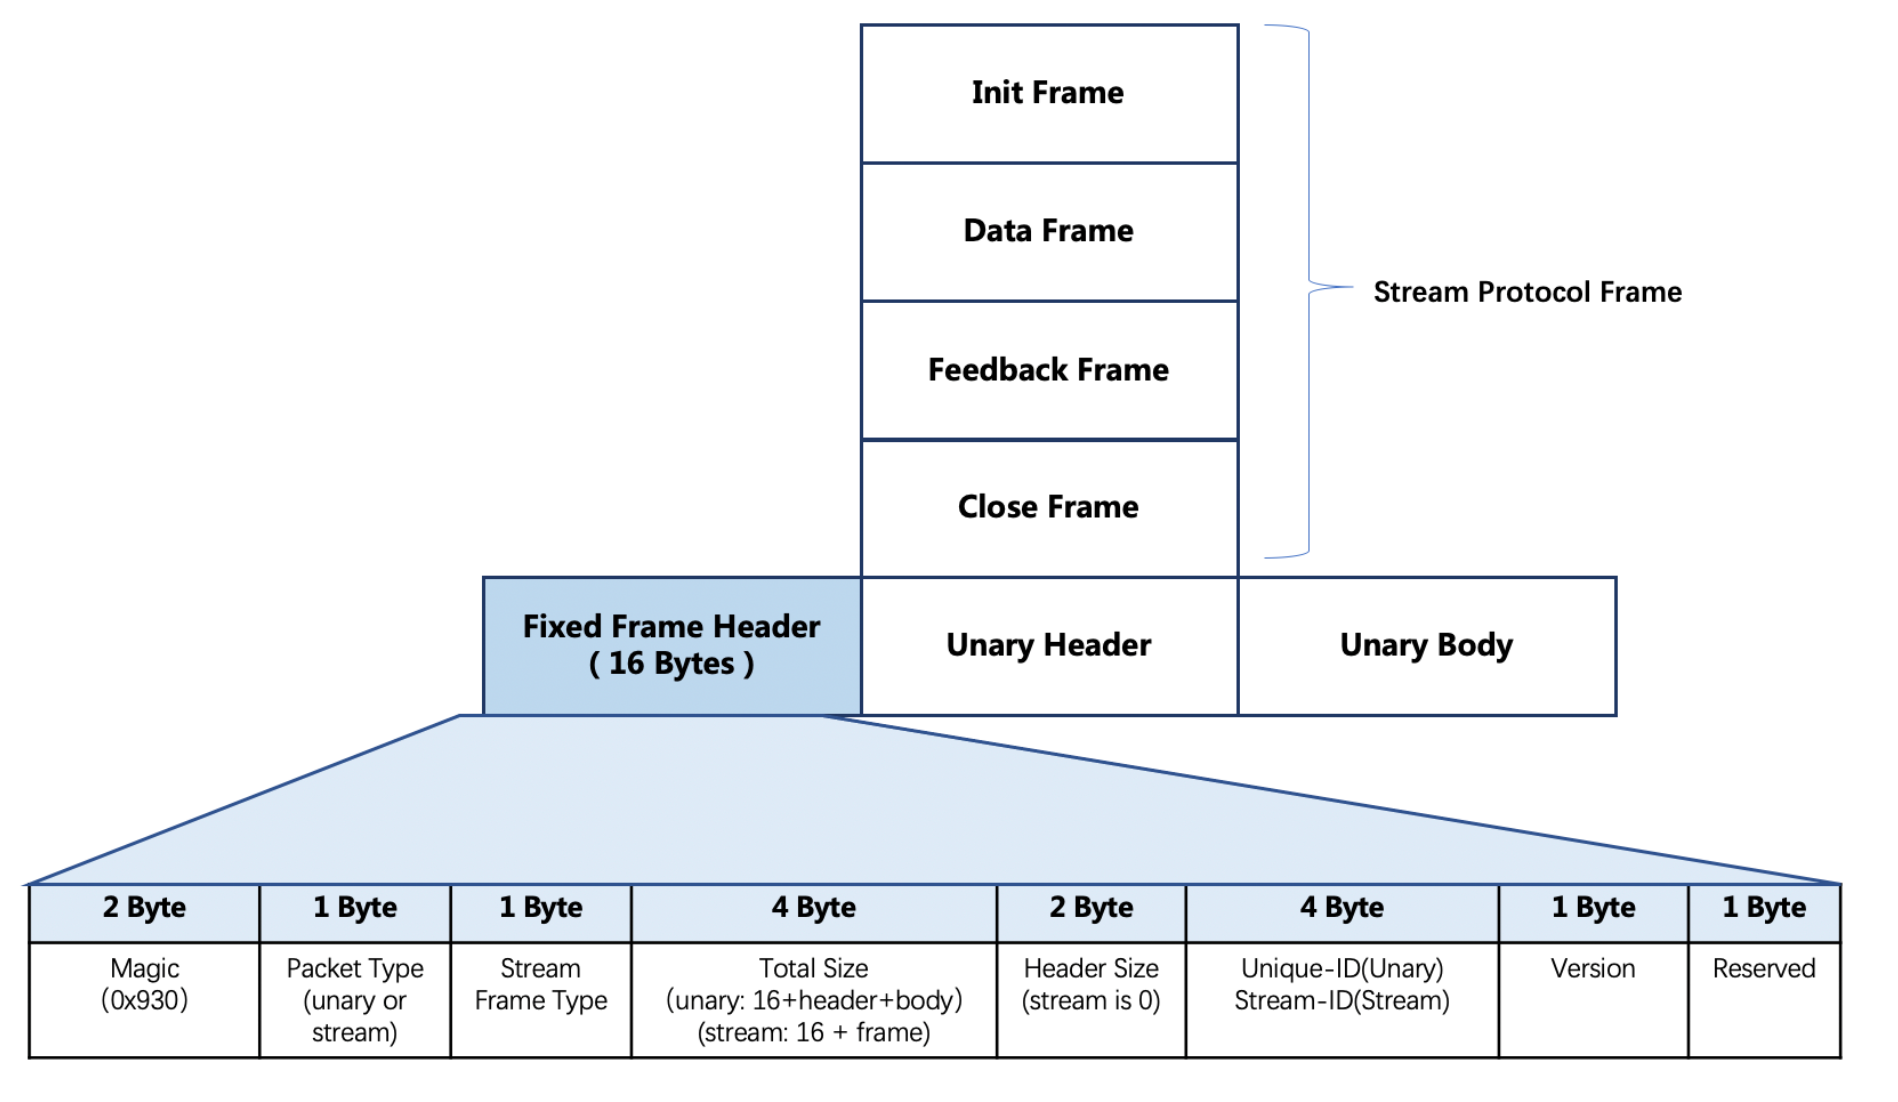 Init Frame
Data Frame
Stream Protocol Frame
Feedback Frame
Close Frame
Fixed Frame Header
( 16 Bytes )
Unary Header
Unary Body
2 Byte
1 Byte
1 Byte
4 Byte
2 Byte
4 Byte
1 Byte
1 Byte
Magic
(0x930)
Packet Type
(unary or
stream)
Stream
Frame Type
Total Size
(unary: 16+header+body)
(stream: 16 + frame)
Header Size
(stream is 0)
Unique-ID(Unary)
Stream-ID(Stream)
Version
Reserved